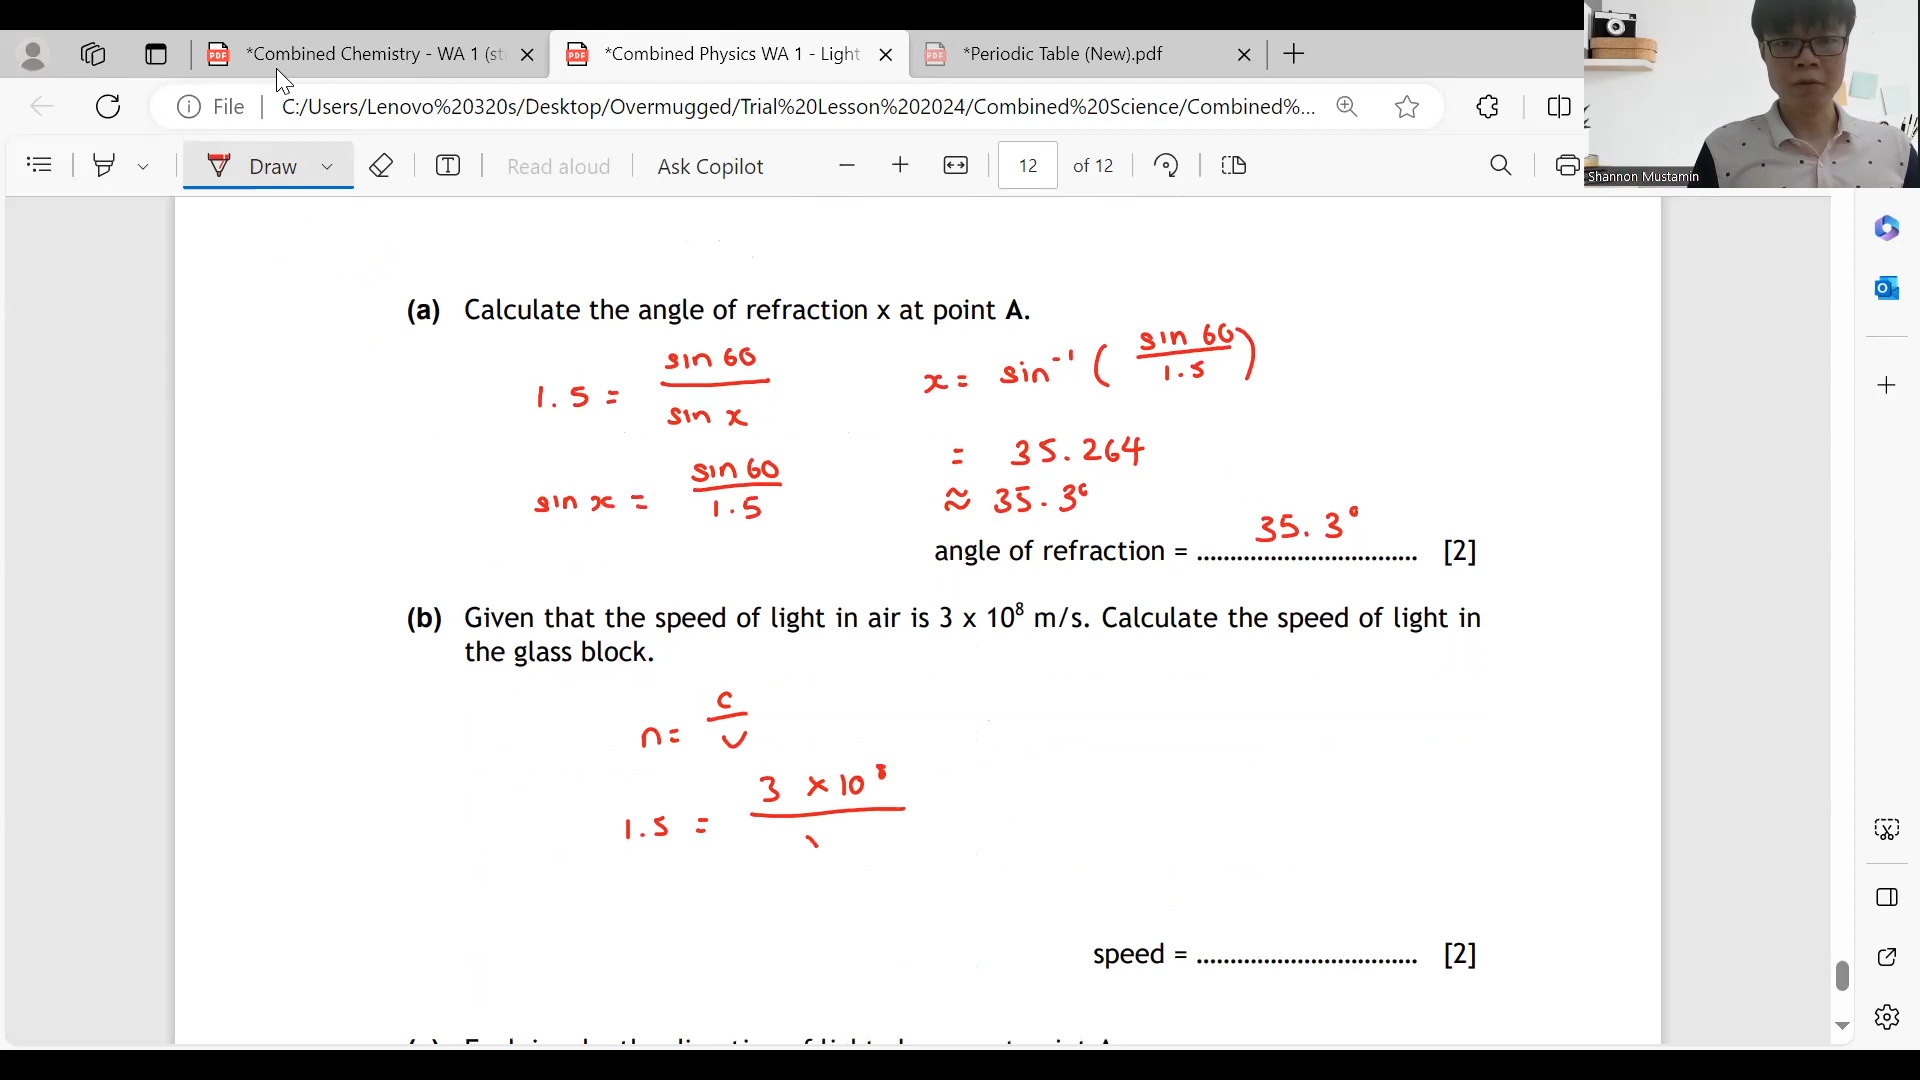 *Combined Chemistry - WA 1 (st
*Combined Physics WA 1 - Light
*Periodic Table (New).pdf
File
C:/Users/Lenovo%20320s/Desktop/Overmugged/Trial%20Lesson%202024/Combined%20Science/Combined%...
Draw
Read aloud
Ask Copilot
12
of 12
Shannon Mustamin
(a) Calculate the angle of refraction x at point A.
1.5 = sin 60 / sin x
sin x = sin 60 / 1.5
x = sin⁻¹ ( sin 60 / 1.5 )
= 35.264
≈ 35.3°
35.3°
angle of refraction = ................................. [2]
(b) Given that the speed of light in air is 3 x 10⁸ m/s. Calculate the speed of light in
the glass block.
n = c / v
1.5 = 3 × 10⁸
speed = ................................. [2]